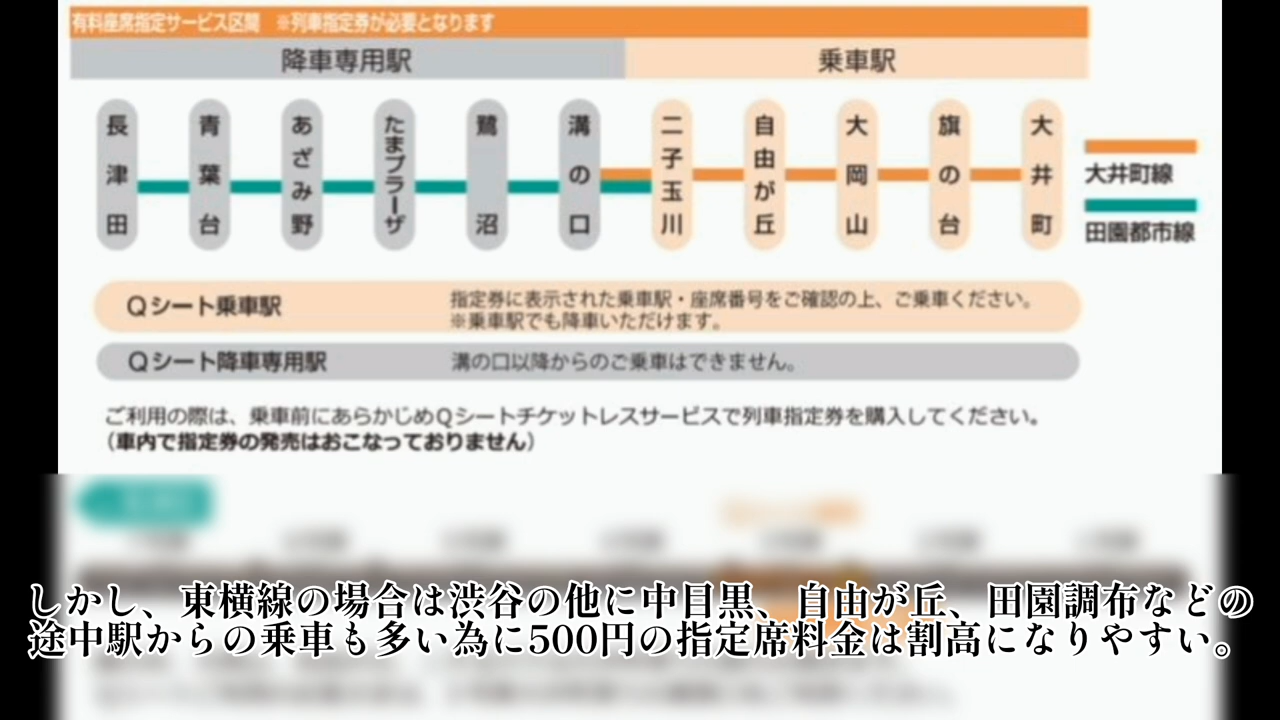 有料座席指定サービス区間 ※列車指定券が必要となります
降車専用駅 乗車駅
長津田 青葉台 あざみ野 たまプラーザ 鷺沼 溝の口 二子玉川 自由が丘 大岡山 旗の台 大井町
大井町線
田園都市線
Qシート乗車駅
指定券に表示された乗車駅・座席番号をご確認の上、ご乗車ください。
※乗車駅でも降車いただけます。
Qシート降車専用駅 溝の口以降からのご乗車はできません。
ご利用の際は、乗車前にあらかじめQシートチケットレスサービスで列車指定券を購入してください。
（車内で指定券の発売はおこなっておりません）
しかし、東横線の場合は渋谷の他に中目黒、自由が丘、田園調布などの
途中駅からの乗車も多い為に500円の指定席料金は割高になりやすい。